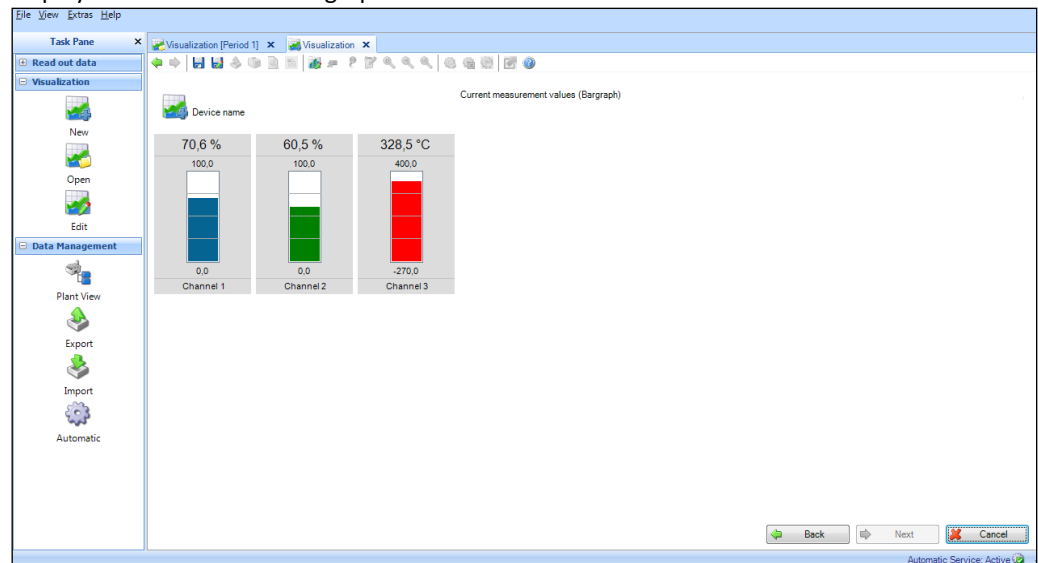 File View Extras Help
Task Pane
Visualization [Period 1]
Visualization
Read out data
Visualization
New
Open
Edit
Data Management
Plant View
Export
Import
Automatic
Current measurement values (Bargraph)
Device name
70,6 % 60,5 % 328,5 °C
100,0 100,0 400,0
0,0 0,0 -270,0
Channel 1 Channel 2 Channel 3
Back Next Cancel
Automatic Service: Active